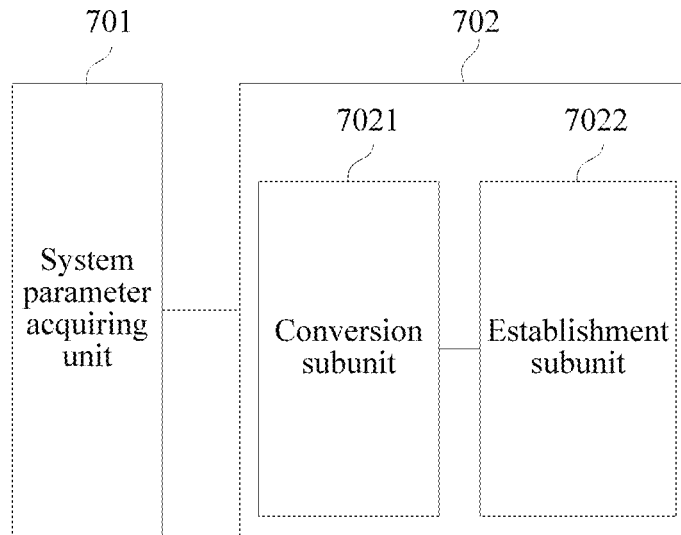 701
702
7021
7022
System
parameter
acquiring
unit
Conversion
subunit
Establishment
subunit